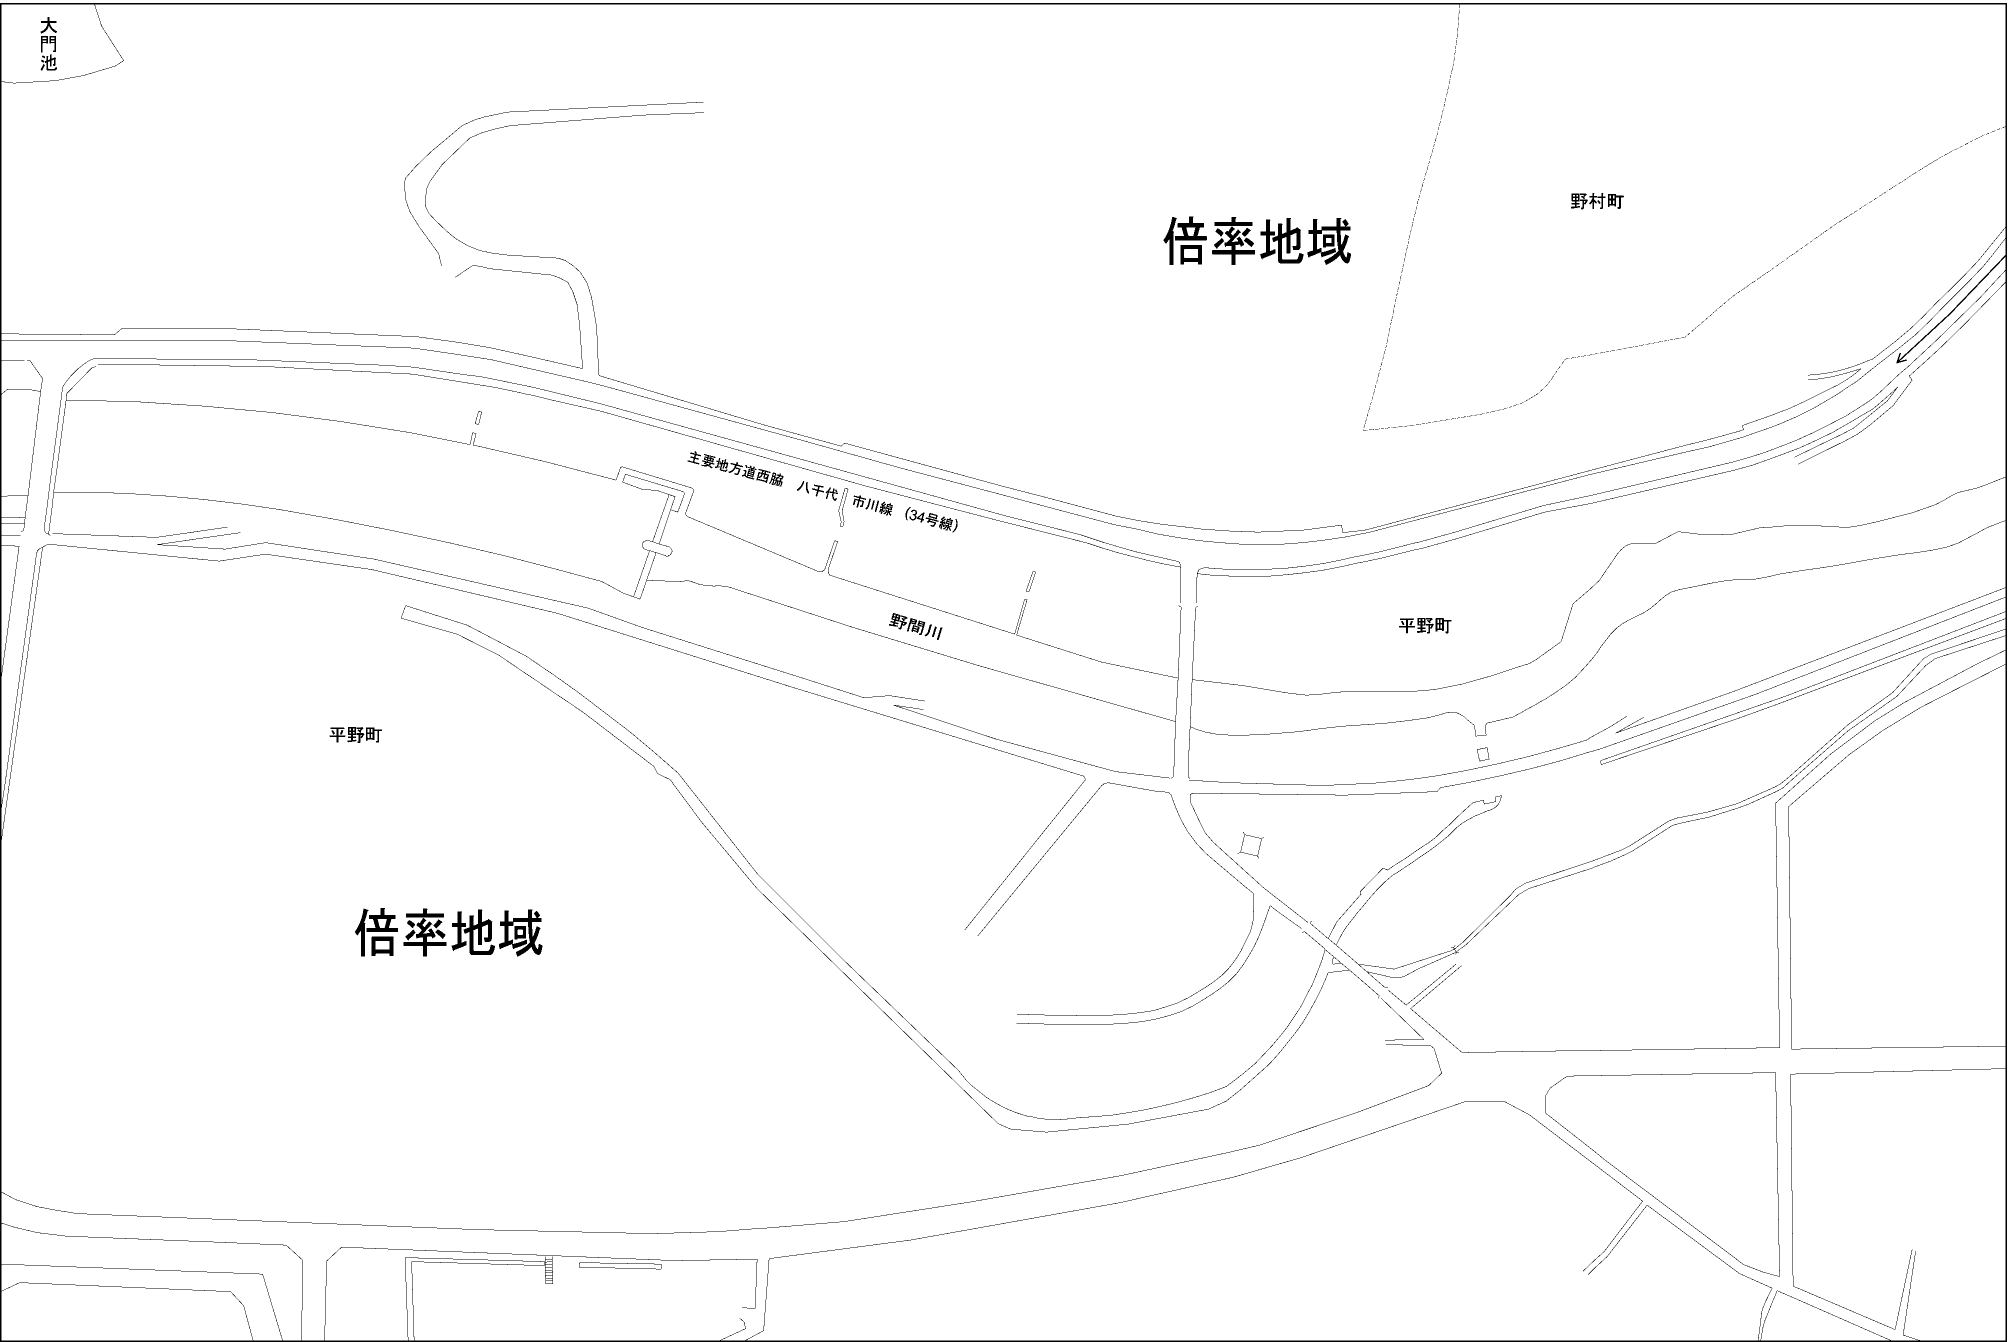 大門池
野村町
倍率地域
主要地方道西脇　八千代　市川線　（34号線）
野間川
平野町
平野町
倍率地域